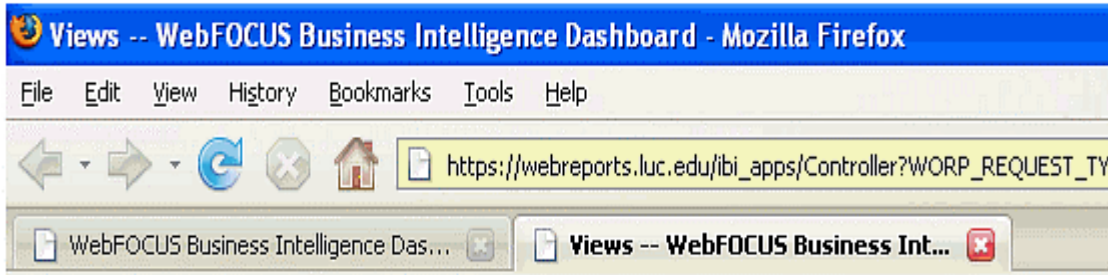 Views -- WebFOCUS Business Intelligence Dashboard - Mozilla Firefox
File Edit View History Bookmarks Tools Help
https://webreports.luc.edu/ibi_apps/Controller?WORP_REQUEST_TY
WebFOCUS Business Intelligence Das... Views -- WebFOCUS Business Int...